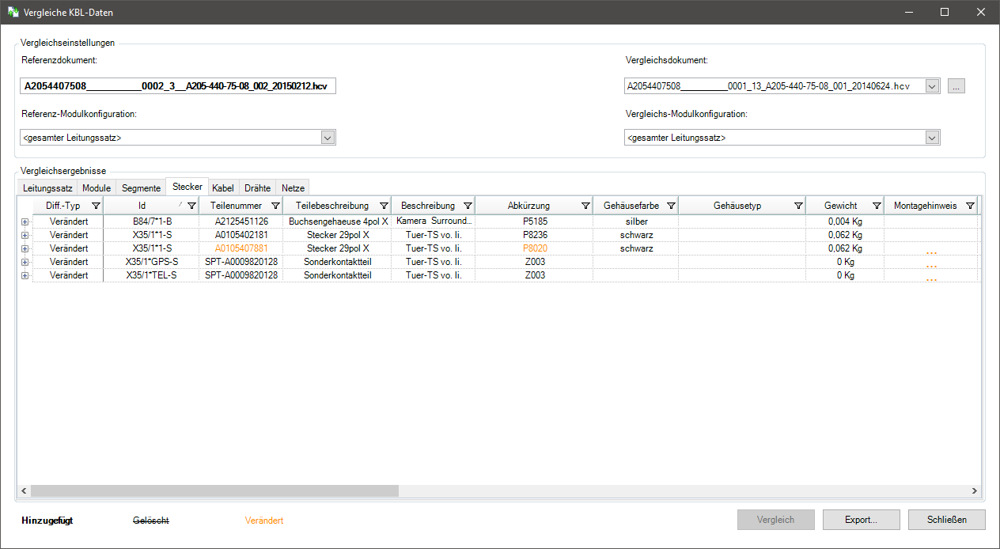 Vergleiche KBL-Daten
Vergleichseinstellungen
Referenzdokument: Vergleichsdokument:
A2054407508__________0002_3__A205-440-75-08_002_20150212.hcv A2054407508__________0001_13_A205-440-75-08_001_20140624.hcv ...
Referenz-Modulkonfiguration: Vergleichs-Modulkonfiguration:
<gesamter Leitungssatz> <gesamter Leitungssatz>
Vergleichsergebnisse
Leitungssatz Module Segmente Stecker Kabel Drähte Netze
Diff.-Typ Id Teilenummer Teilebeschreibung Beschreibung Abkürzung Gehäusefarbe Gehäusetyp Gewicht Montagehinweis
Verändert B84/7*1-B A2125451126 Buchsengehaeuse 4pol X Kamera Surround... P5185 silber 0,004 Kg
Verändert X35/1*1-S A0105402181 Stecker 29pol X Tuer-TS vo. li. P8236 schwarz 0,062 Kg
Verändert X35/1*1-S A0105407881 Stecker 29pol X Tuer-TS vo. li. P8020 schwarz 0,062 Kg ...
Verändert X35/1*GPS-S SPT-A0009820128 Sonderkontaktteil Tuer-TS vo. li. Z003 0 Kg ...
Verändert X35/1*TEL-S SPT-A0009820128 Sonderkontaktteil Tuer-TS vo. li. Z003 0 Kg ...
Hinzugefügt Gelöscht Verändert Vergleich Export... Schließen